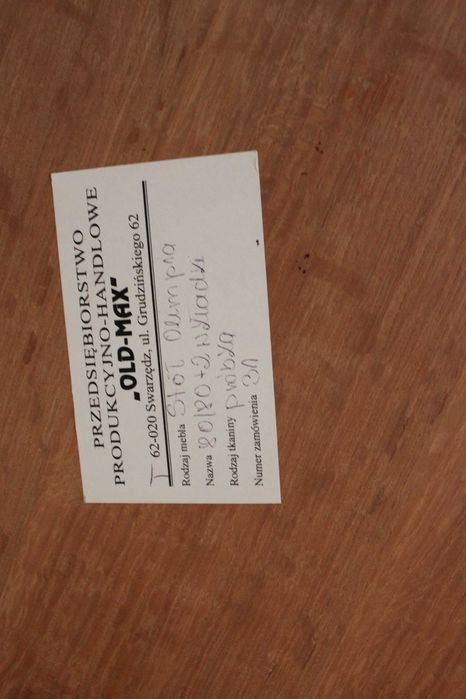 PRZEDSIĘBIORSTWO
PRODUKCYJNO-HANDLOWE
„OLD-MAX”
62-020 Swarzędz, ul. Grudzińskiego 62
Rodzaj mebla Stół Olimpia
Nazwa 80/80+2 wkładki
Rodzaj tkaniny próbka
Numer zamówienia